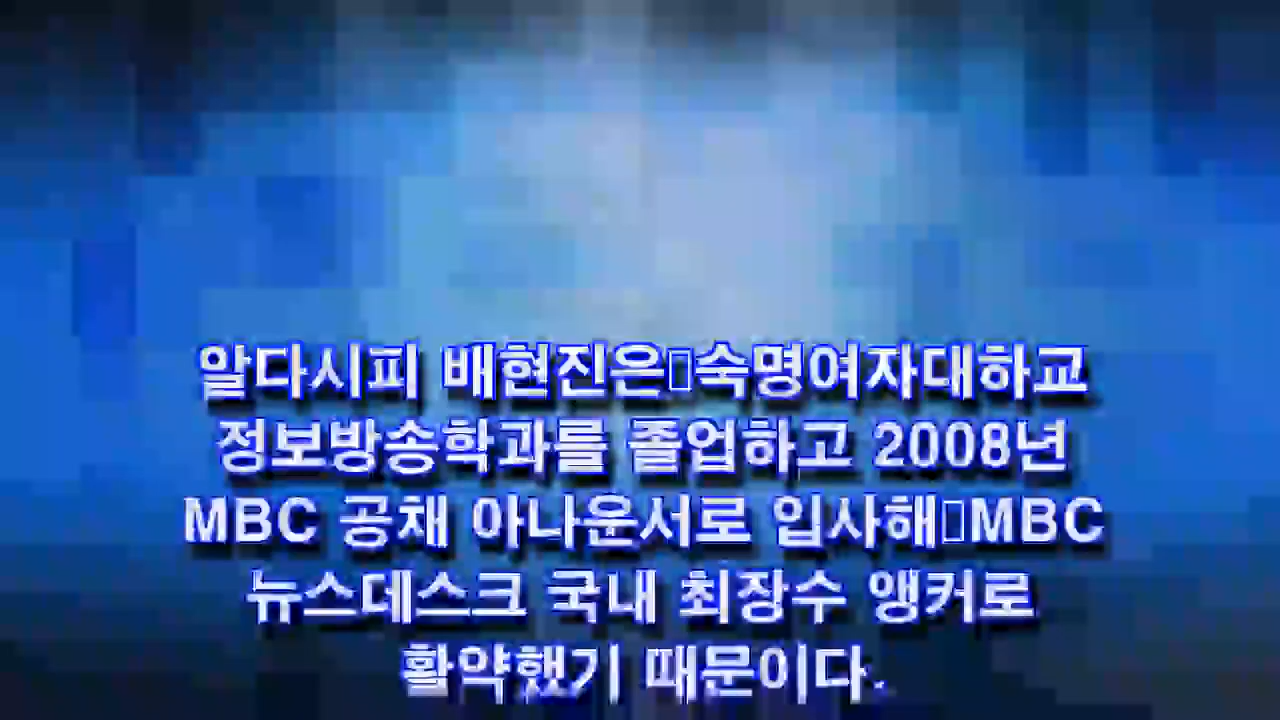 알다시피 배현진은▯숙명여자대하교
정보방송학과를 졸업하고 2008년
MBC 공채 아나운서로 입사해▯MBC
뉴스데스크 국내 최장수 앵커로
활약했기 때문이다.